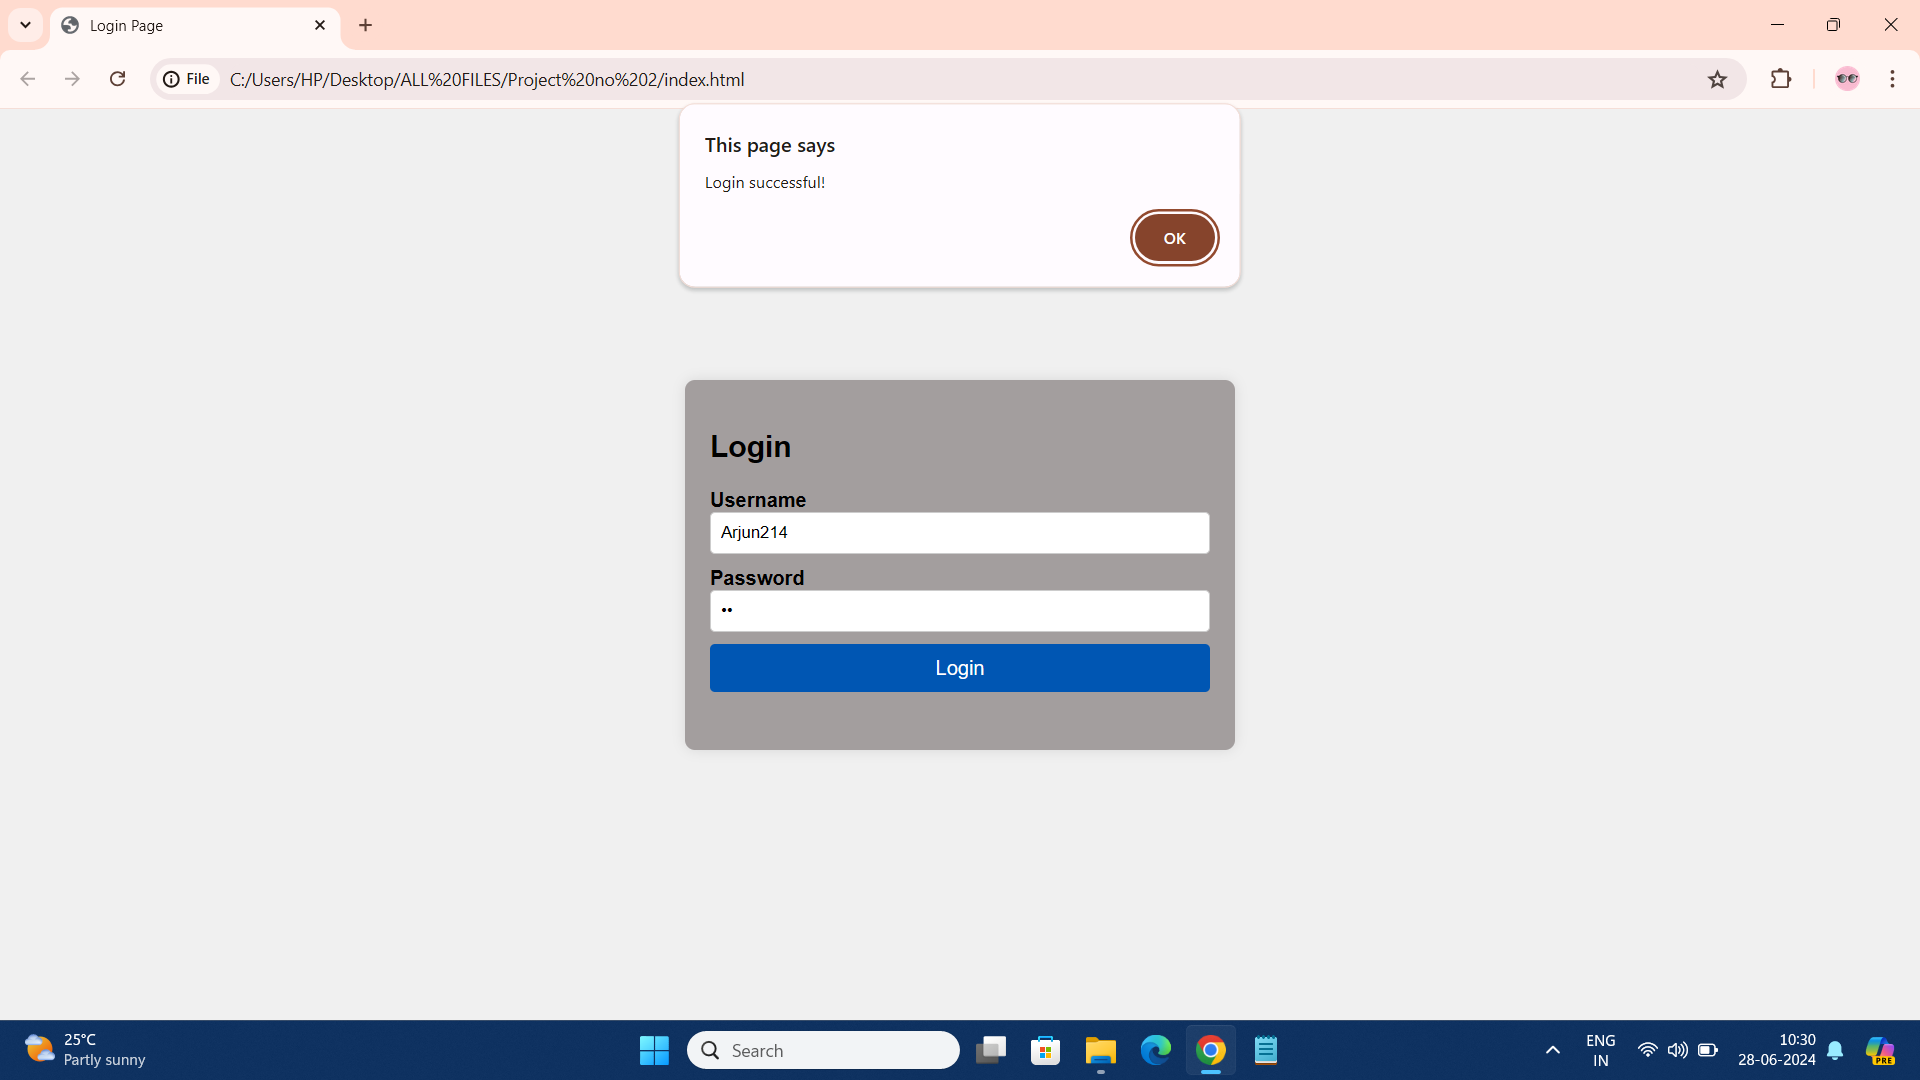 Login Page
File
C:/Users/HP/Desktop/ALL%20FILES/Project%20no%202/index.html
This page says
Login successful!
OK
Login
Username
Arjun214
Password
••
Login
25°C
Partly sunny
Search
ENG
IN
10:30
28-06-2024
PRE